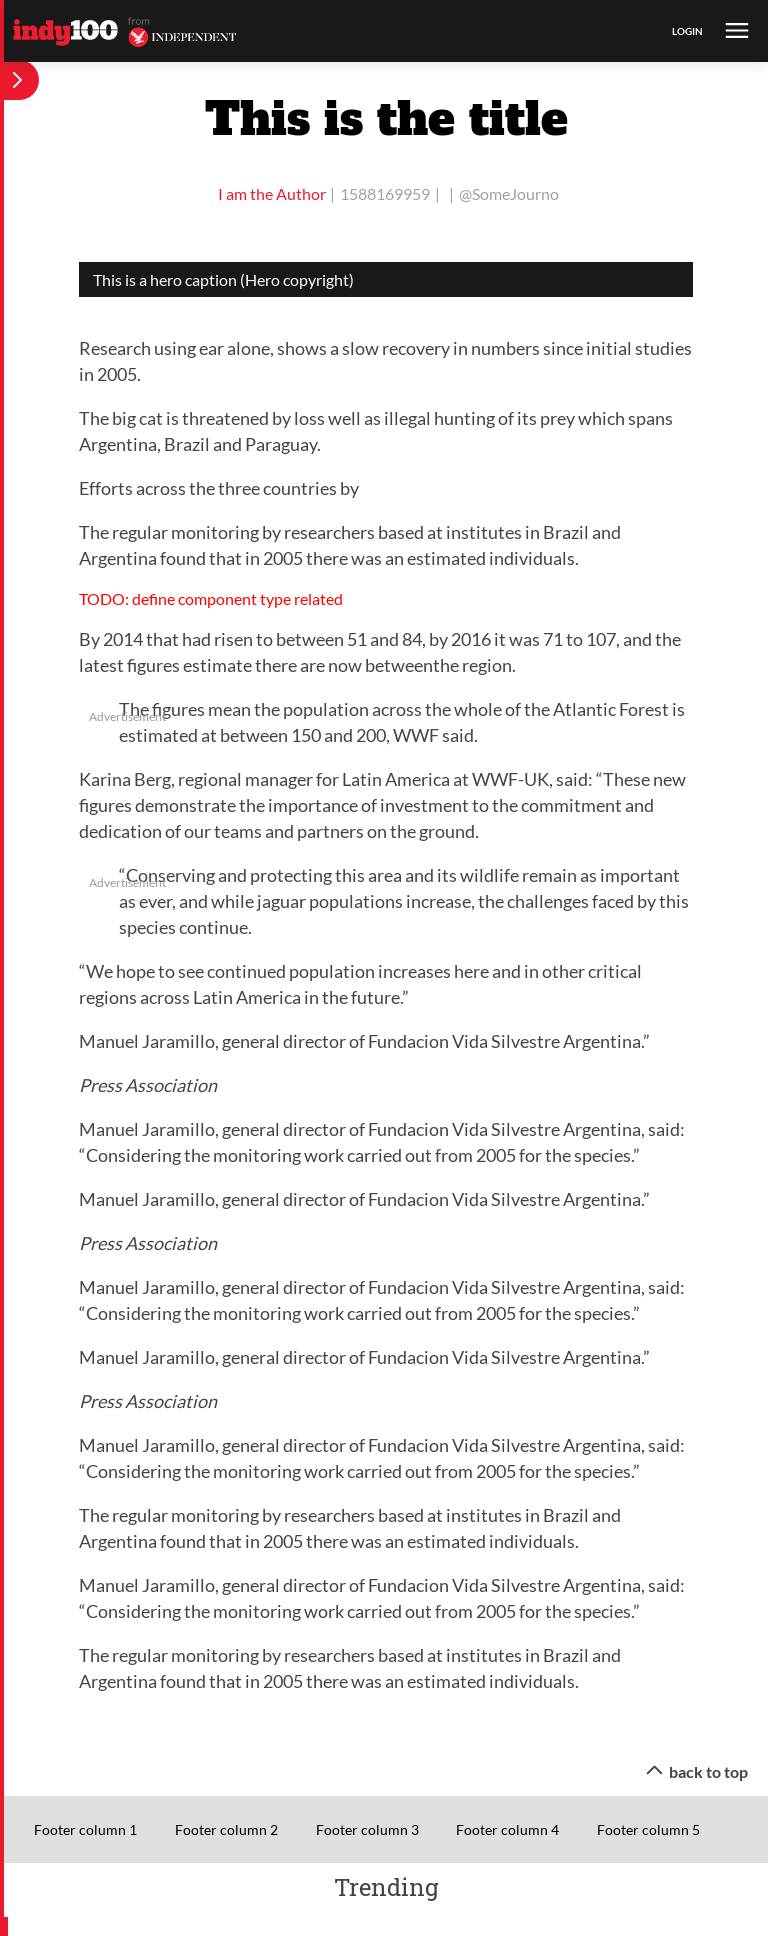 indy100 from INDEPENDENT
LOGIN
This is the title
I am the Author | 1588169959 | | @SomeJourno
This is a hero caption (Hero copyright)
Research using ear alone, shows a slow recovery in numbers since initial studies
in 2005.
The big cat is threatened by loss well as illegal hunting of its prey which spans
Argentina, Brazil and Paraguay.
Efforts across the three countries by
The regular monitoring by researchers based at institutes in Brazil and
Argentina found that in 2005 there was an estimated individuals.
TODO: define component type related
By 2014 that had risen to between 51 and 84, by 2016 it was 71 to 107, and the
latest figures estimate there are now betweenthe region.
The figures mean the population across the whole of the Atlantic Forest is
Advertisement
estimated at between 150 and 200, WWF said.
Karina Berg, regional manager for Latin America at WWF-UK, said: “These new
figures demonstrate the importance of investment to the commitment and
dedication of our teams and partners on the ground.
“Conserving and protecting this area and its wildlife remain as important
Advertisement
as ever, and while jaguar populations increase, the challenges faced by this
species continue.
“We hope to see continued population increases here and in other critical
regions across Latin America in the future.”
Manuel Jaramillo, general director of Fundacion Vida Silvestre Argentina.”
Press Association
Manuel Jaramillo, general director of Fundacion Vida Silvestre Argentina, said:
“Considering the monitoring work carried out from 2005 for the species.”
Manuel Jaramillo, general director of Fundacion Vida Silvestre Argentina.”
Press Association
Manuel Jaramillo, general director of Fundacion Vida Silvestre Argentina, said:
“Considering the monitoring work carried out from 2005 for the species.”
Manuel Jaramillo, general director of Fundacion Vida Silvestre Argentina.”
Press Association
Manuel Jaramillo, general director of Fundacion Vida Silvestre Argentina, said:
“Considering the monitoring work carried out from 2005 for the species.”
The regular monitoring by researchers based at institutes in Brazil and
Argentina found that in 2005 there was an estimated individuals.
Manuel Jaramillo, general director of Fundacion Vida Silvestre Argentina, said:
“Considering the monitoring work carried out from 2005 for the species.”
The regular monitoring by researchers based at institutes in Brazil and
Argentina found that in 2005 there was an estimated individuals.
back to top
Footer column 1 Footer column 2 Footer column 3 Footer column 4 Footer column 5
Trending